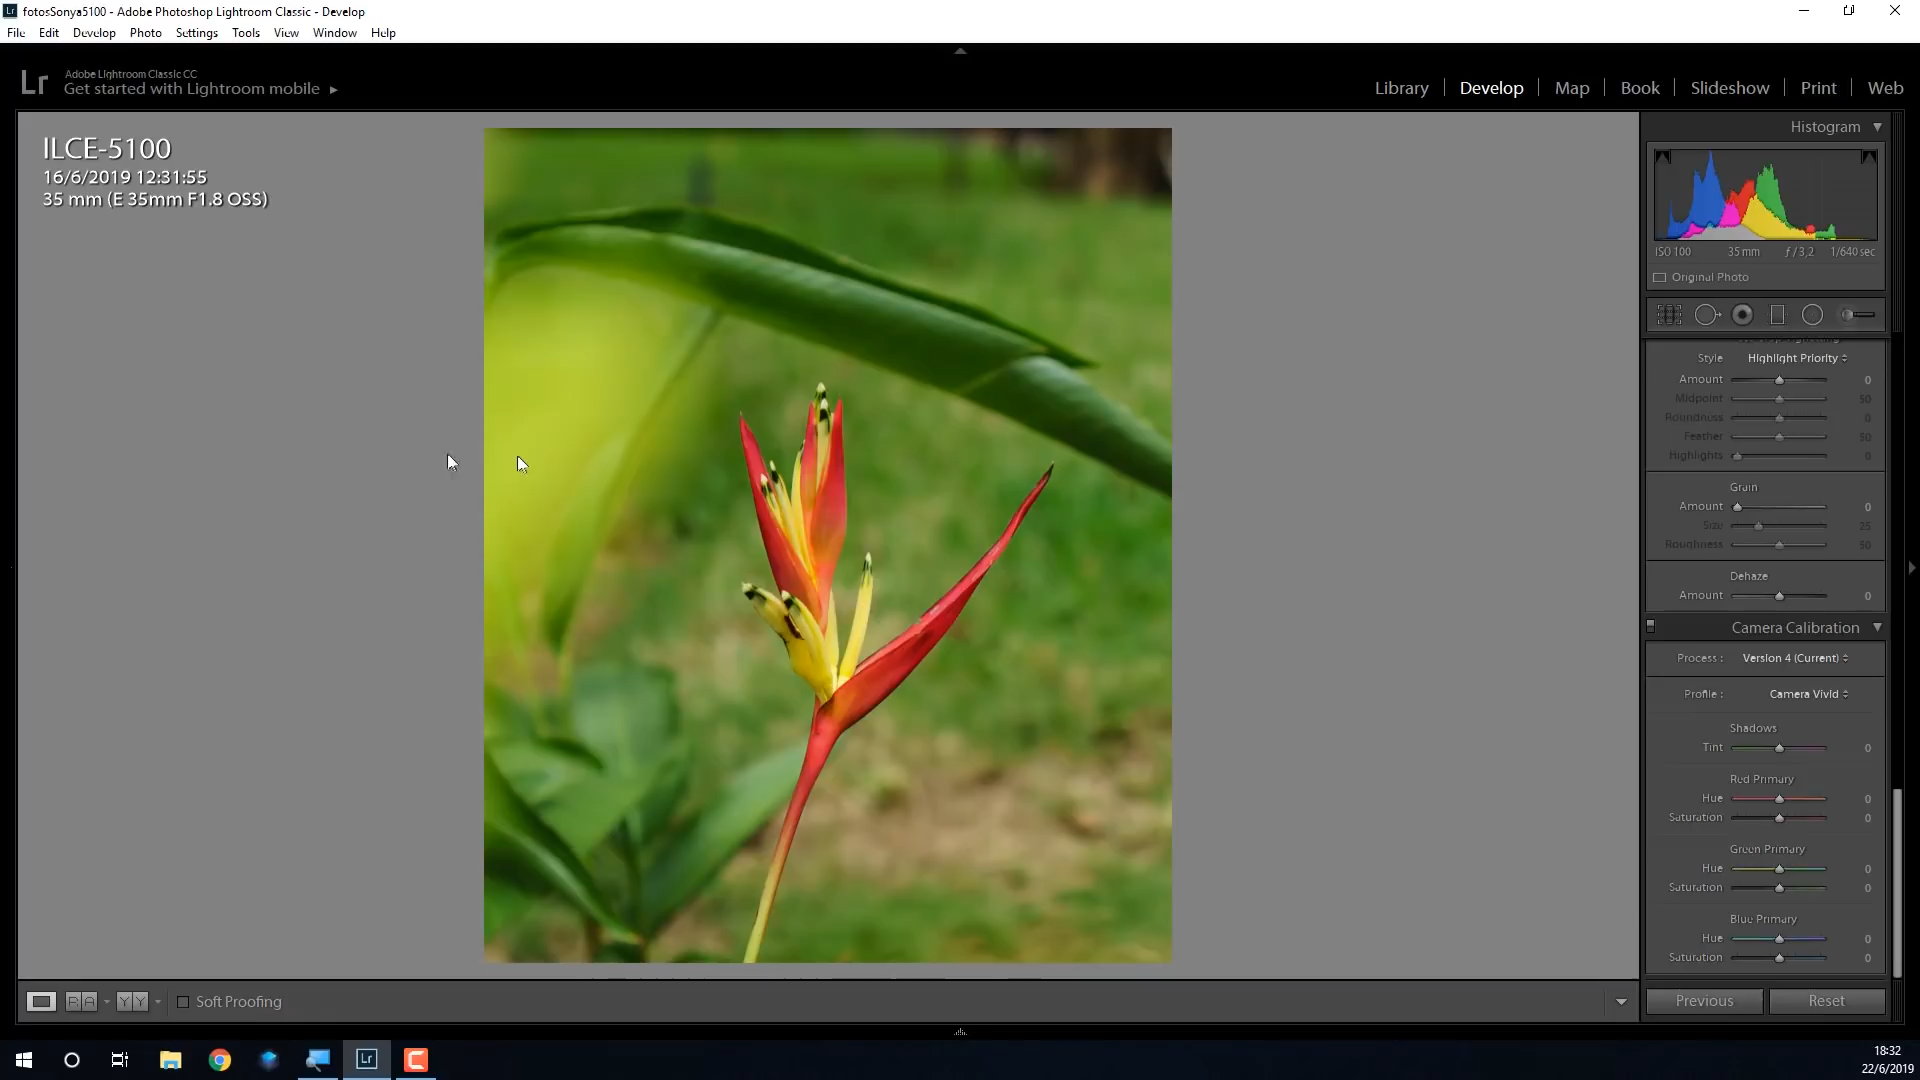 Lr fotosSonya5100 - Adobe Photoshop Lightroom Classic - Develop
File Edit Develop Photo Settings Tools View Window Help
Lr
Adobe Lightroom Classic CC
Get started with Lightroom mobile
Library Develop Map Book Slideshow Print Web
ILCE-5100
16/6/2019 12:31:55
35 mm (E 35mm F1.8 OSS)
Histogram
ISO 100 35 mm ƒ / 3,2 1/640 sec
Original Photo
Style Highlight Priority
Amount 0
Midpoint 50
Roundness 0
Feather 50
Highlights 0
Grain
Amount 0
Size 25
Roughness 50
Dehaze
Amount 0
Camera Calibration
Process : Version 4 (Current)
Profile : Camera Vivid
Shadows
Tint 0
Red Primary
Hue 0
Saturation 0
Green Primary
Hue 0
Saturation 0
Blue Primary
Hue 0
Saturation 0
R A Y Y Soft Proofing
Previous Reset
Lr
18:32
22/6/2019